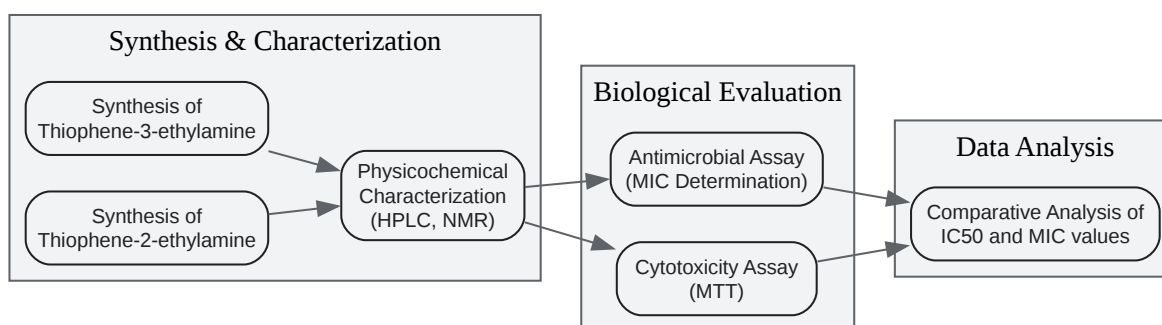 Synthesis & Characterization
Synthesis of
Thiophene-3-ethylamine
Synthesis of
Thiophene-2-ethylamine
Physicochemical
Characterization
(HPLC, NMR)
Biological Evaluation
Antimicrobial Assay
(MIC Determination)
Cytotoxicity Assay
(MTT)
Data Analysis
Comparative Analysis of
IC50 and MIC values